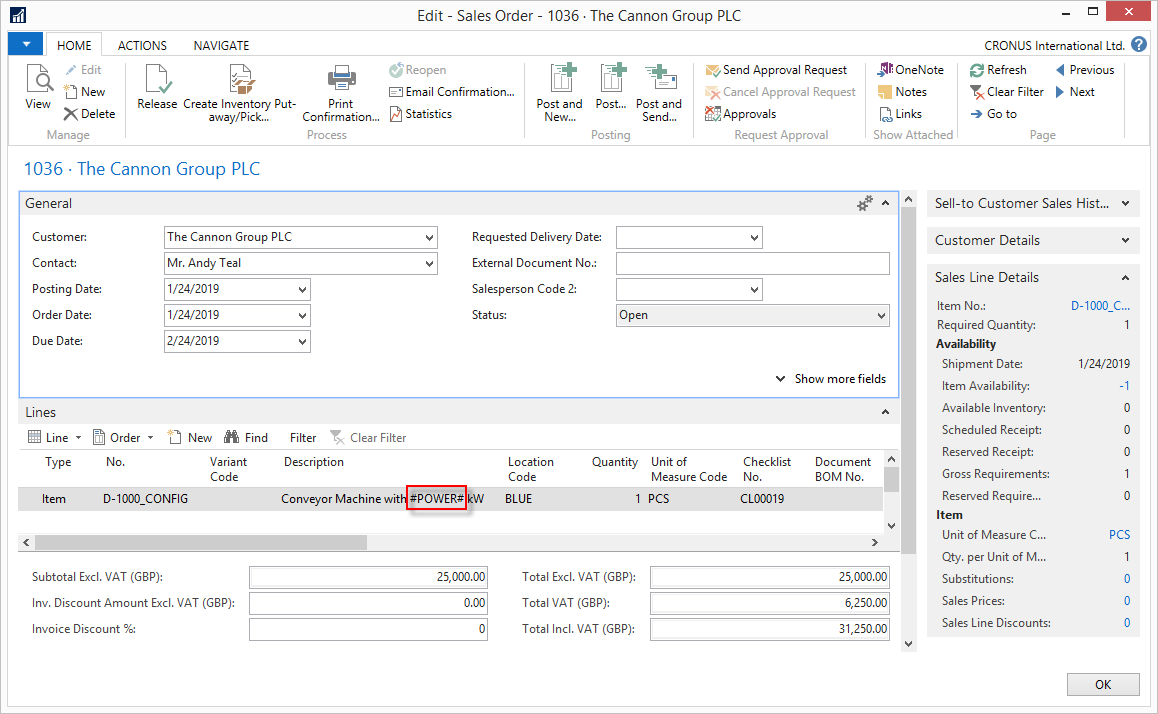 Edit - Sales Order - 1036 · The Cannon Group PLC
HOME ACTIONS NAVIGATE
CRONUS International Ltd. ?
View
Edit
New
Delete
Manage
Release
Create Inventory Put-away/Pick...
Print Confirmation...
Reopen
Email Confirmation...
Statistics
Process
Post and New...
Post...
Post and Send...
Posting
Send Approval Request
Cancel Approval Request
Approvals
Request Approval
OneNote
Notes
Links
Show Attached
Refresh
Clear Filter
Go to
Previous
Next
Page
1036 · The Cannon Group PLC
General
Customer: The Cannon Group PLC
Contact: Mr. Andy Teal
Posting Date: 1/24/2019
Order Date: 1/24/2019
Due Date: 2/24/2019
Requested Delivery Date:
External Document No.:
Salesperson Code 2:
Status: Open
Show more fields
Lines
Line Order New Find Filter Clear Filter
Type No. Variant Code Description Location Code Quantity Unit of Measure Code Checklist No. Document BOM No.
Item D-1000_CONFIG Conveyor Machine with #POWER# kW BLUE 1 PCS CL00019
Subtotal Excl. VAT (GBP): 25,000.00
Inv. Discount Amount Excl. VAT (GBP): 0.00
Invoice Discount %: 0
Total Excl. VAT (GBP): 25,000.00
Total VAT (GBP): 6,250.00
Total Incl. VAT (GBP): 31,250.00
Sell-to Customer Sales Hist...
Customer Details
Sales Line Details
Item No.: D-1000_C...
Required Quantity: 1
Availability
Shipment Date: 1/24/2019
Item Availability: -1
Available Inventory: 0
Scheduled Receipt: 0
Reserved Receipt: 0
Gross Requirements: 1
Reserved Require... 0
Item
Unit of Measure C... PCS
Qty. per Unit of M... 1
Substitutions: 0
Sales Prices: 0
Sales Line Discounts: 0
OK